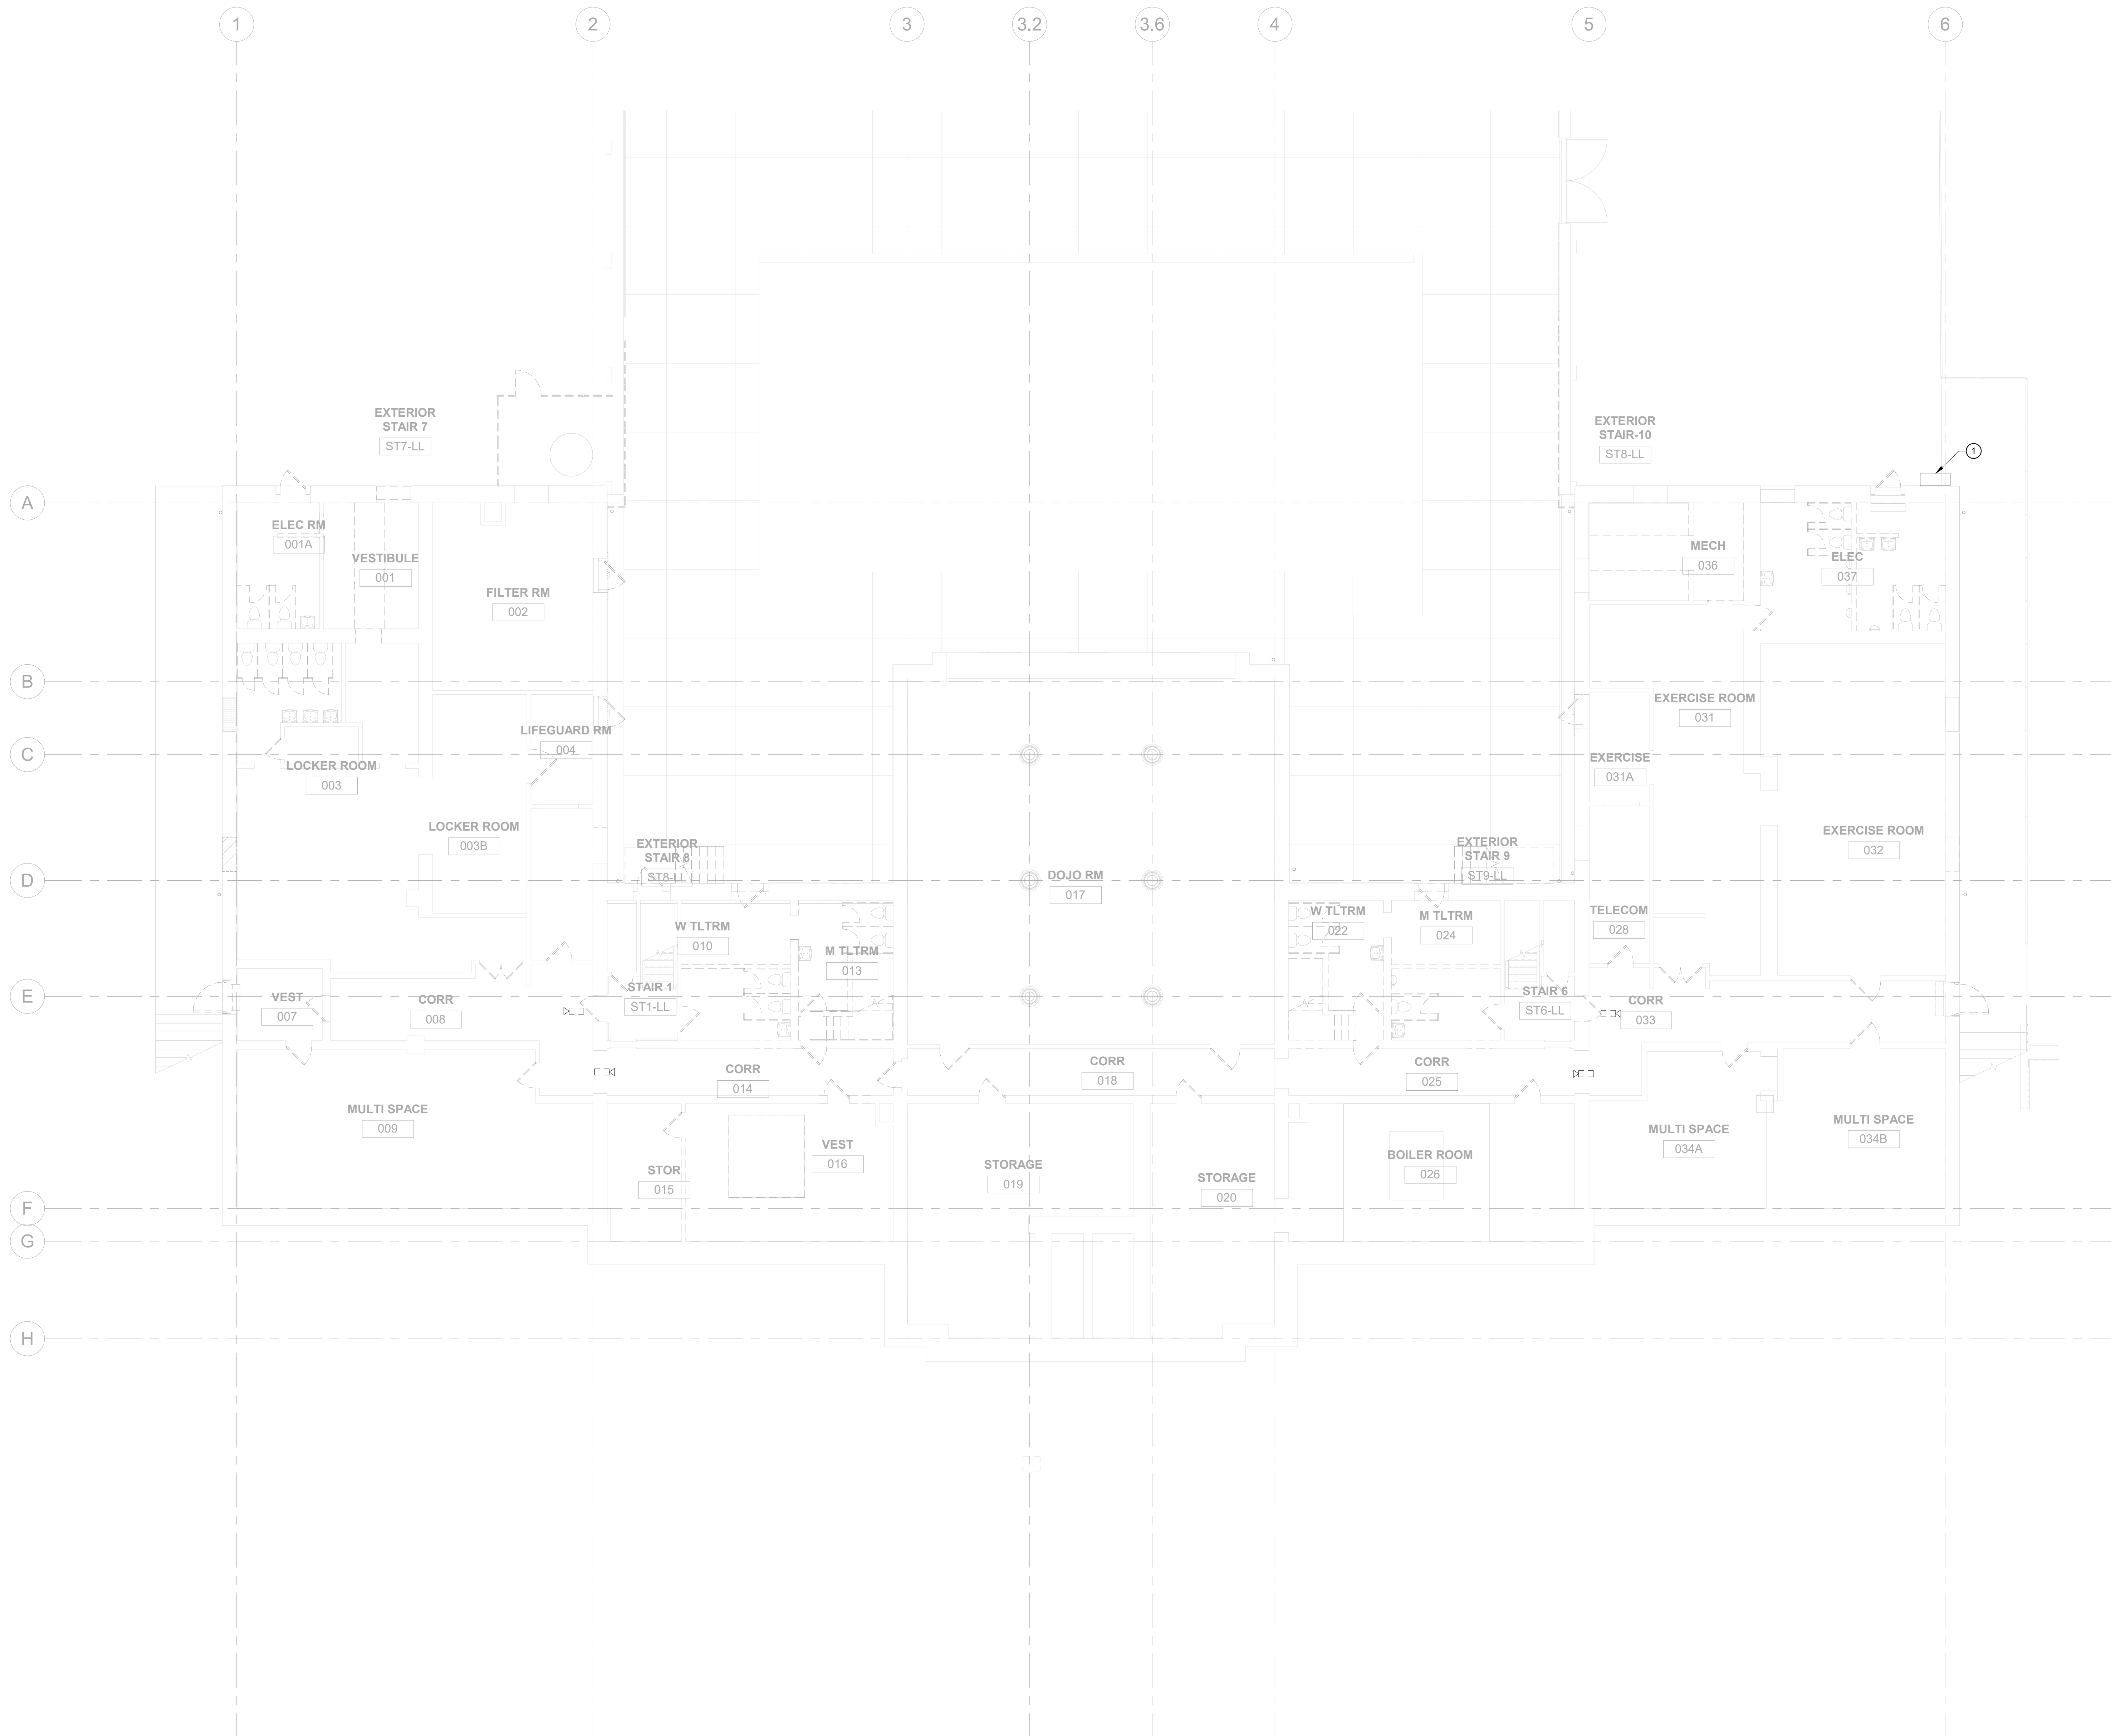 1
2
3
3.2
3.6
4
5
6
EXTERIOR
STAIR 7
ST7-LL
EXTERIOR
STAIR-10
ST8-LL
1
A
ELEC RM
001A
VESTIBULE
001
FILTER RM
002
MECH
036
ELEC
037
B
EXERCISE ROOM
031
LIFEGUARD RM
004
C
LOCKER ROOM
003
EXERCISE
031A
LOCKER ROOM
003B
EXERCISE ROOM
032
EXTERIOR
STAIR 8
ST8-LL
EXTERIOR
STAIR 9
ST9-LL
D
DOJO RM
017
W TLTRM
010
M TLTRM
013
W TLTRM
022
M TLTRM
024
TELECOM
028
E
VEST
007
CORR
008
STAIR 1
ST1-LL
STAIR 6
ST6-LL
CORR
033
CORR
014
CORR
018
CORR
025
MULTI SPACE
009
VEST
016
STOR
015
STORAGE
019
STORAGE
020
BOILER ROOM
026
MULTI SPACE
034A
MULTI SPACE
034B
F
G
H